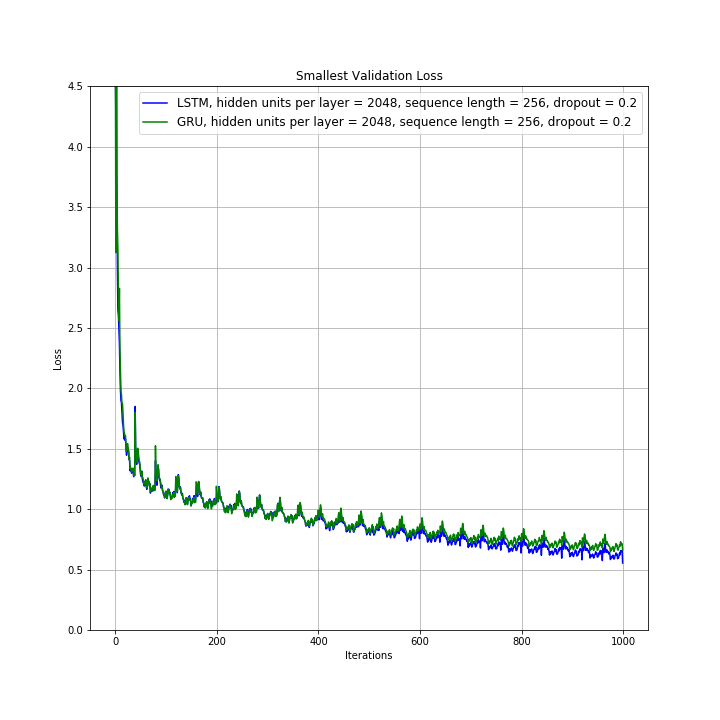 Smallest Validation Loss
LSTM, hidden units per layer = 2048, sequence length = 256, dropout = 0.2
GRU, hidden units per layer = 2048, sequence length = 256, dropout = 0.2
4.5
4.0
3.5
3.0
2.5
2.0
1.5
1.0
0.5
0.0
Loss
0 200 400 600 800 1000
Iterations